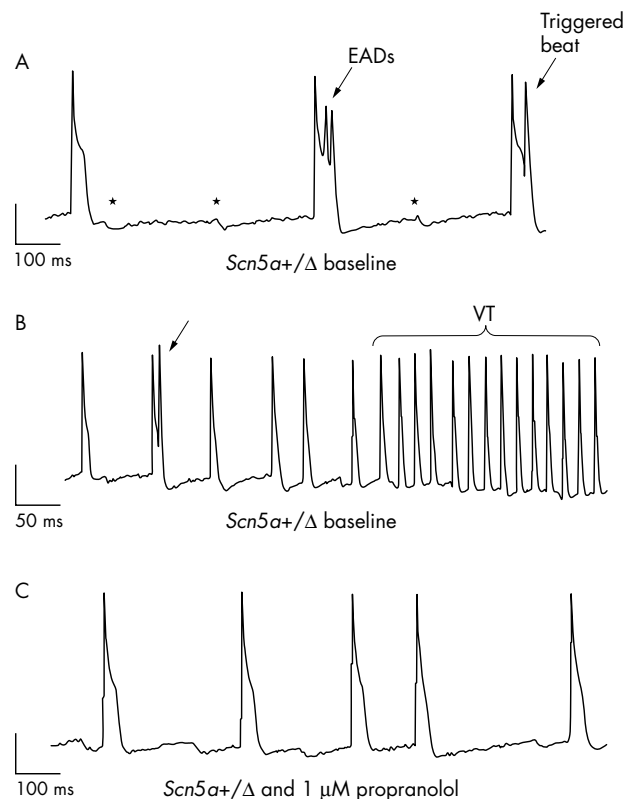 Triggered
beat
A
EADs
★ ★ ★
100 ms
Scn5a+/Δ baseline
B
VT
50 ms
Scn5a+/Δ baseline
C
100 ms
Scn5a+/Δ and 1 μM propranolol